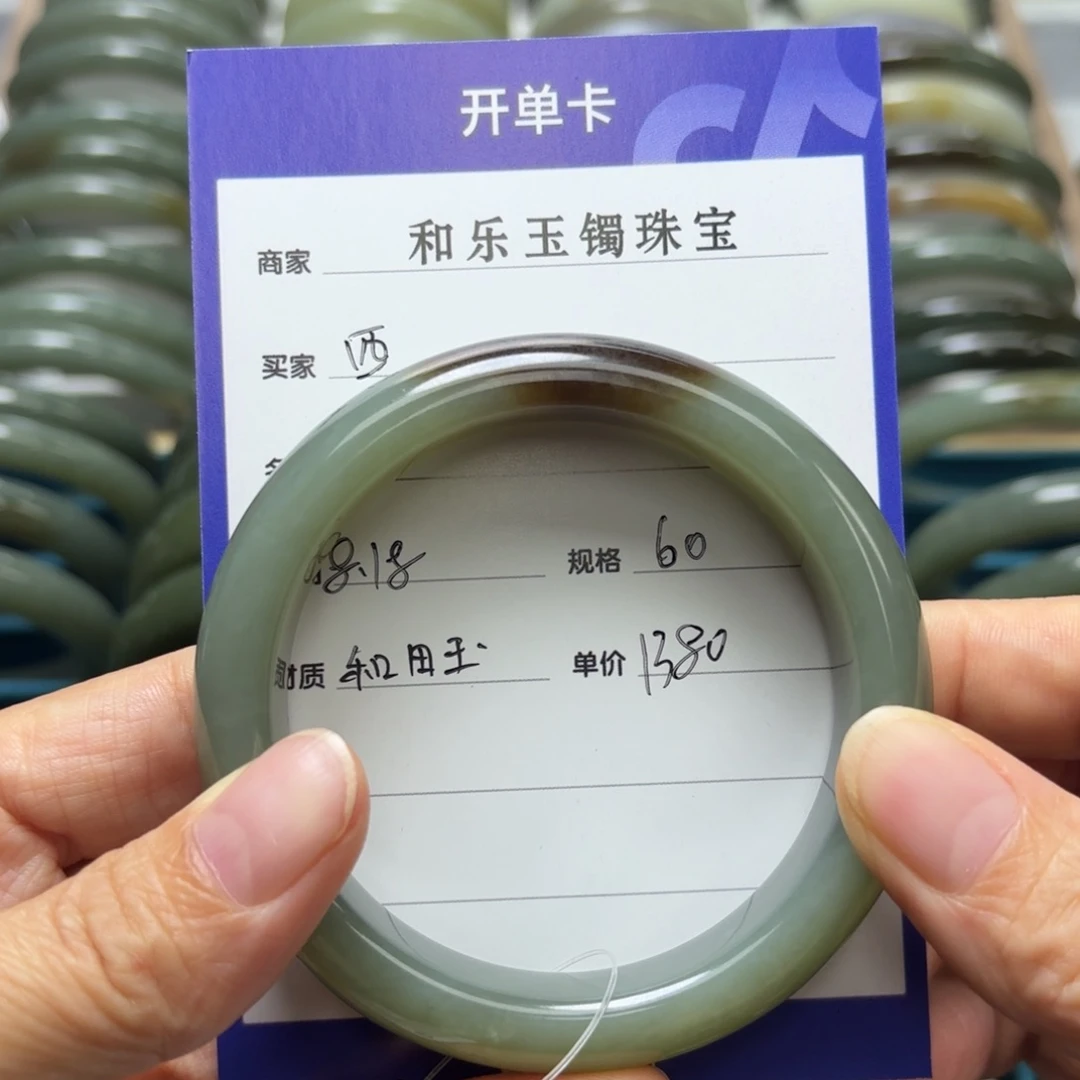 开单卡
商家 和乐玉镯珠宝
买家 西
规格 60
材质 和田玉
单价 1380